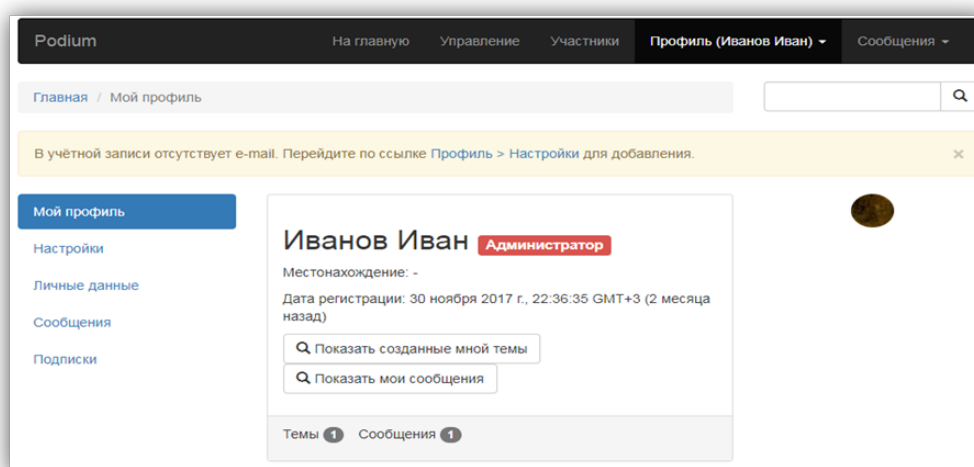 Podium На главную Управление Участники Профиль (Иванов Иван) Сообщения
Главная / Мой профиль
В учётной записи отсутствует e-mail. Перейдите по ссылке Профиль > Настройки для добавления. ×
Мой профиль
Настройки
Личные данные
Сообщения
Подписки
Иванов Иван Администратор
Местонахождение: -
Дата регистрации: 30 ноября 2017 г., 22:36:35 GMT+3 (2 месяца
назад)
Показать созданные мной темы
Показать мои сообщения
Темы 1 Сообщения 1